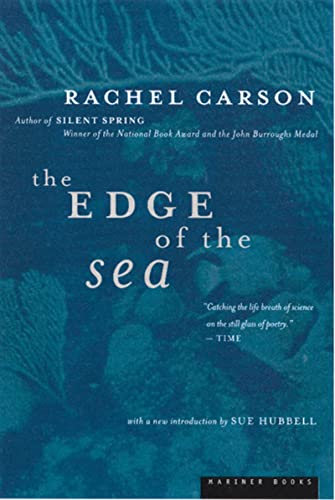 RACHEL CARSON
Author of SILENT SPRING
Winner of the National Book Award and the John Burroughs Medal
the
EDGE
of the
sea
"Catching the life breath of science
on the still glass of poetry."
— TIME
with a new introduction by SUE HUBBELL
MARINER BOOKS